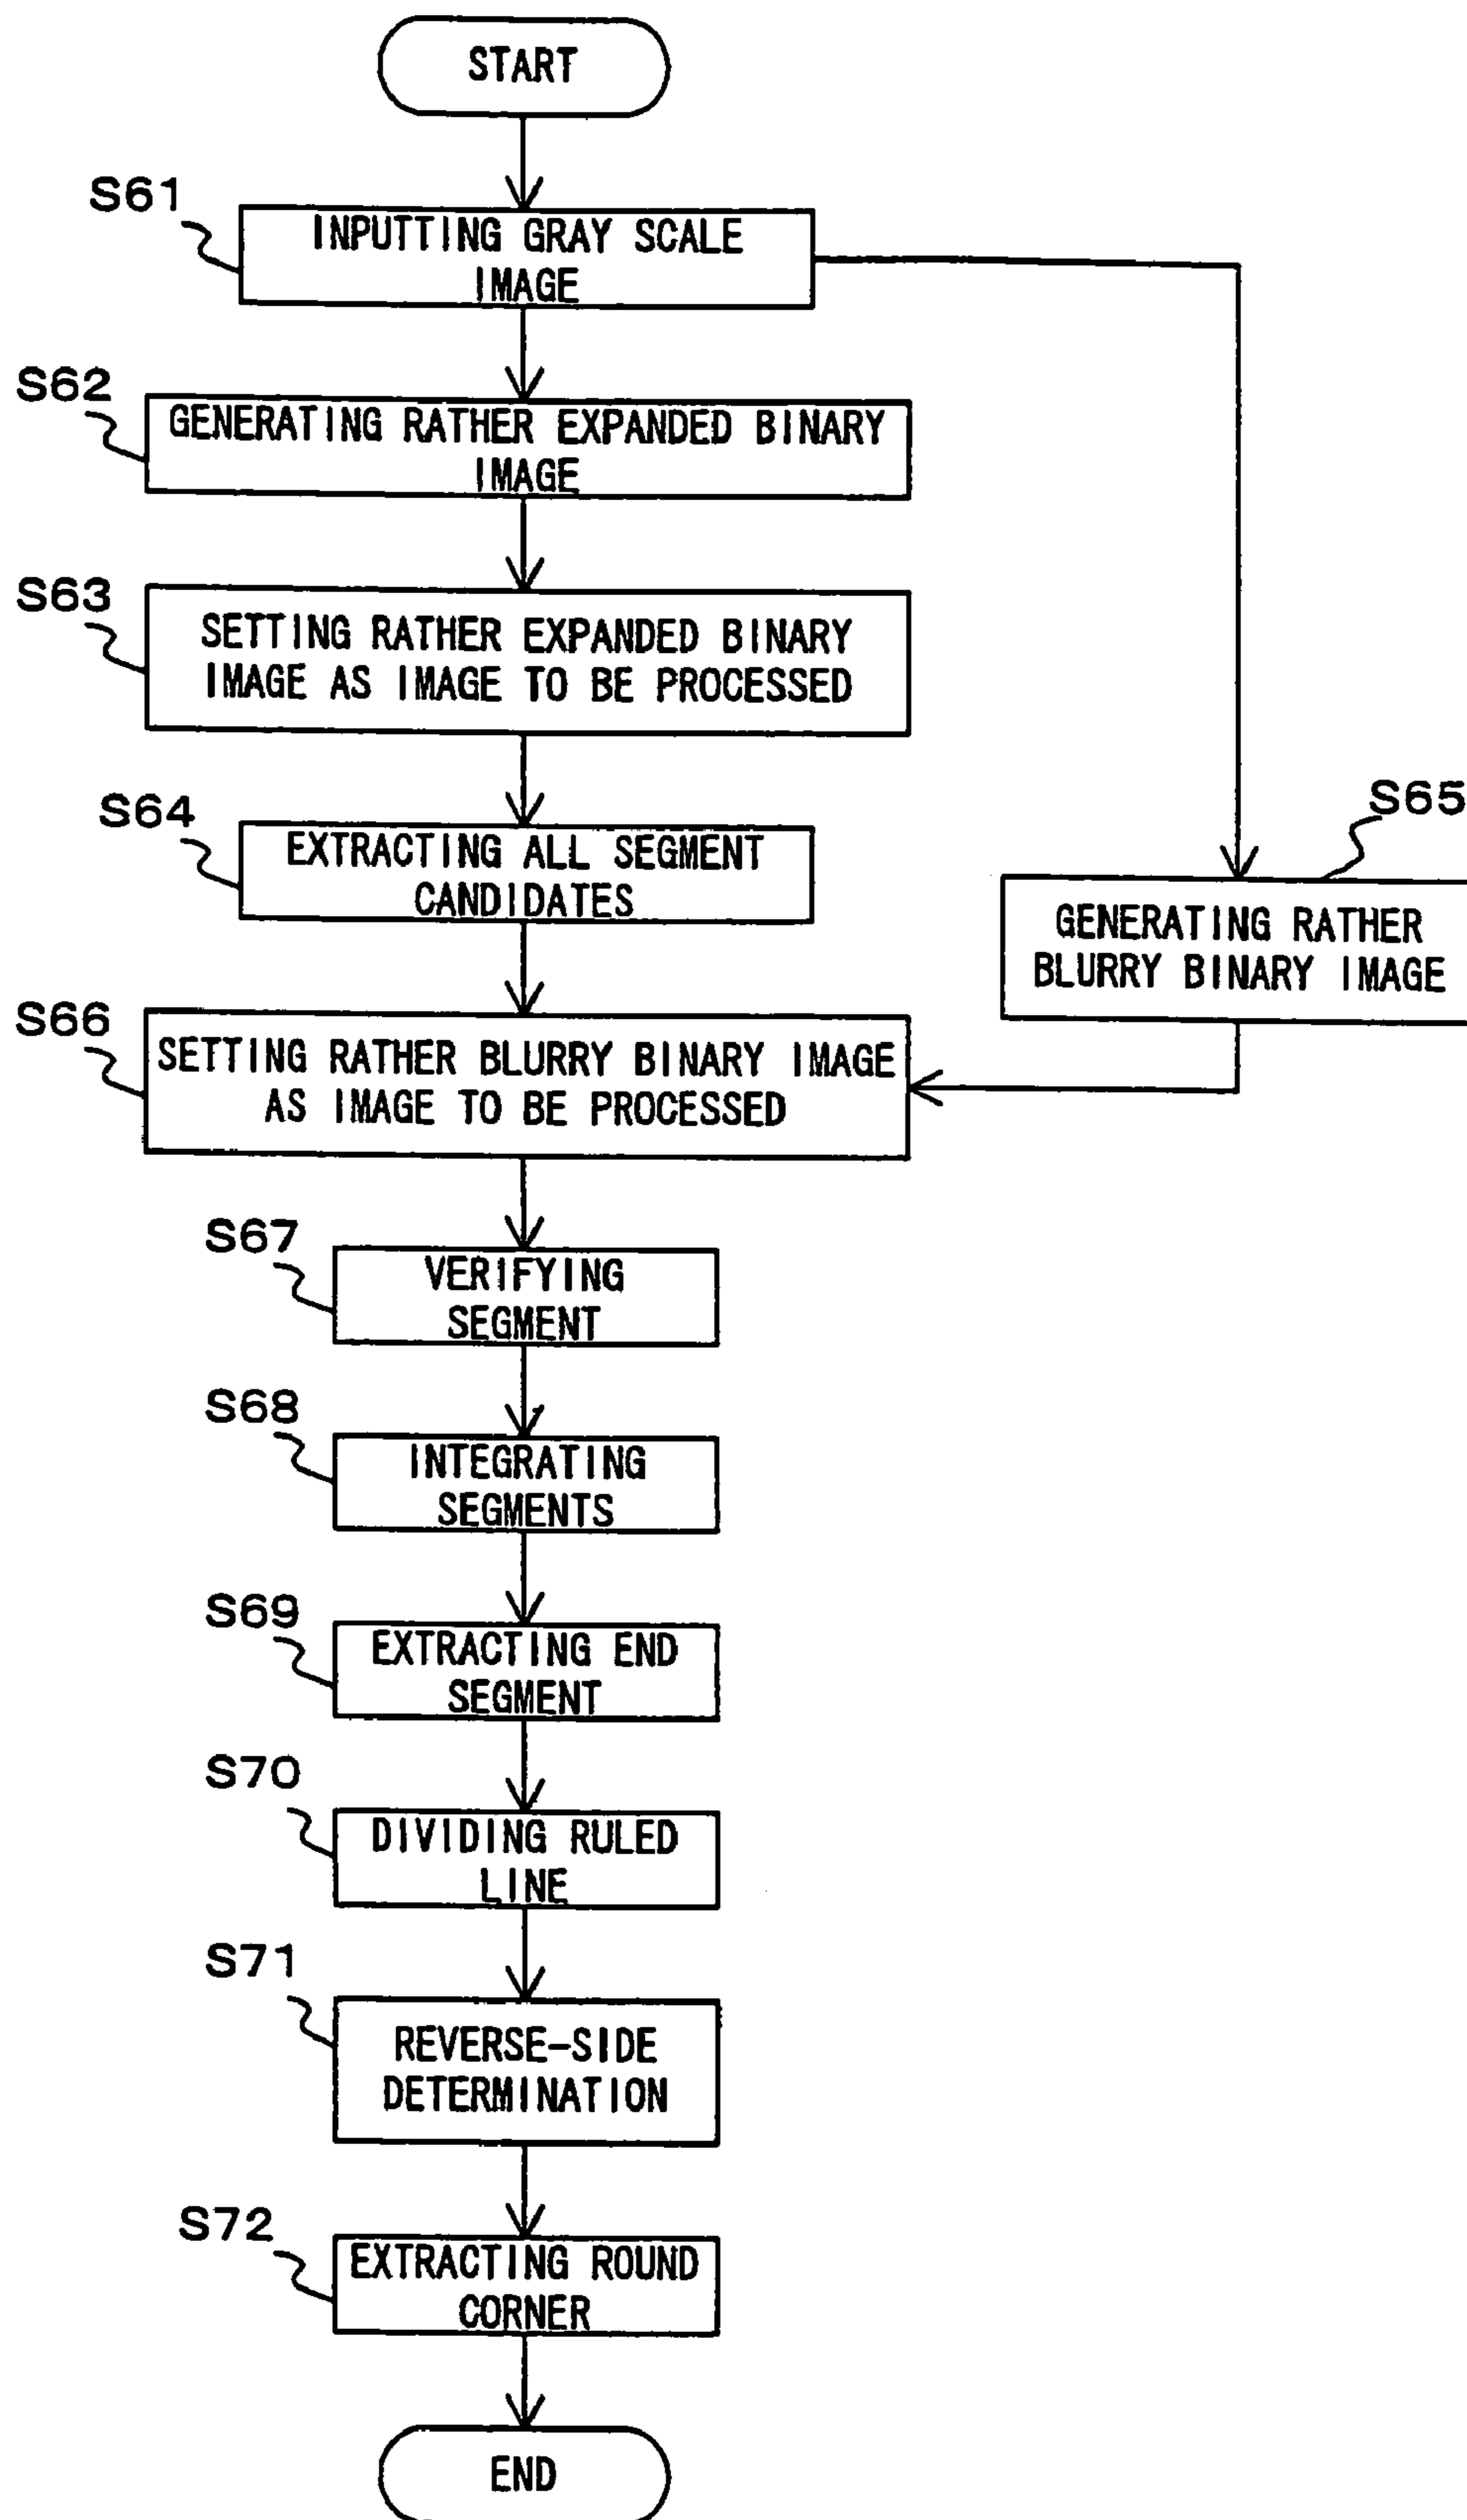 START
S61
INPUTTING GRAY SCALE
IMAGE
S62
GENERATING RATHER EXPANDED BINARY
IMAGE
S63
SETTING RATHER EXPANDED BINARY
IMAGE AS IMAGE TO BE PROCESSED
S64
EXTRACTING ALL SEGMENT
CANDIDATES
S65
GENERATING RATHER
BLURRY BINARY IMAGE
S66
SETTING RATHER BLURRY BINARY IMAGE
AS IMAGE TO BE PROCESSED
S67
VERIFYING
SEGMENT
S68
INTEGRATING
SEGMENTS
S69
EXTRACTING END
SEGMENT
S70
DIVIDING RULED
LINE
S71
REVERSE-SIDE
DETERMINATION
S72
EXTRACTING ROUND
CORNER
END